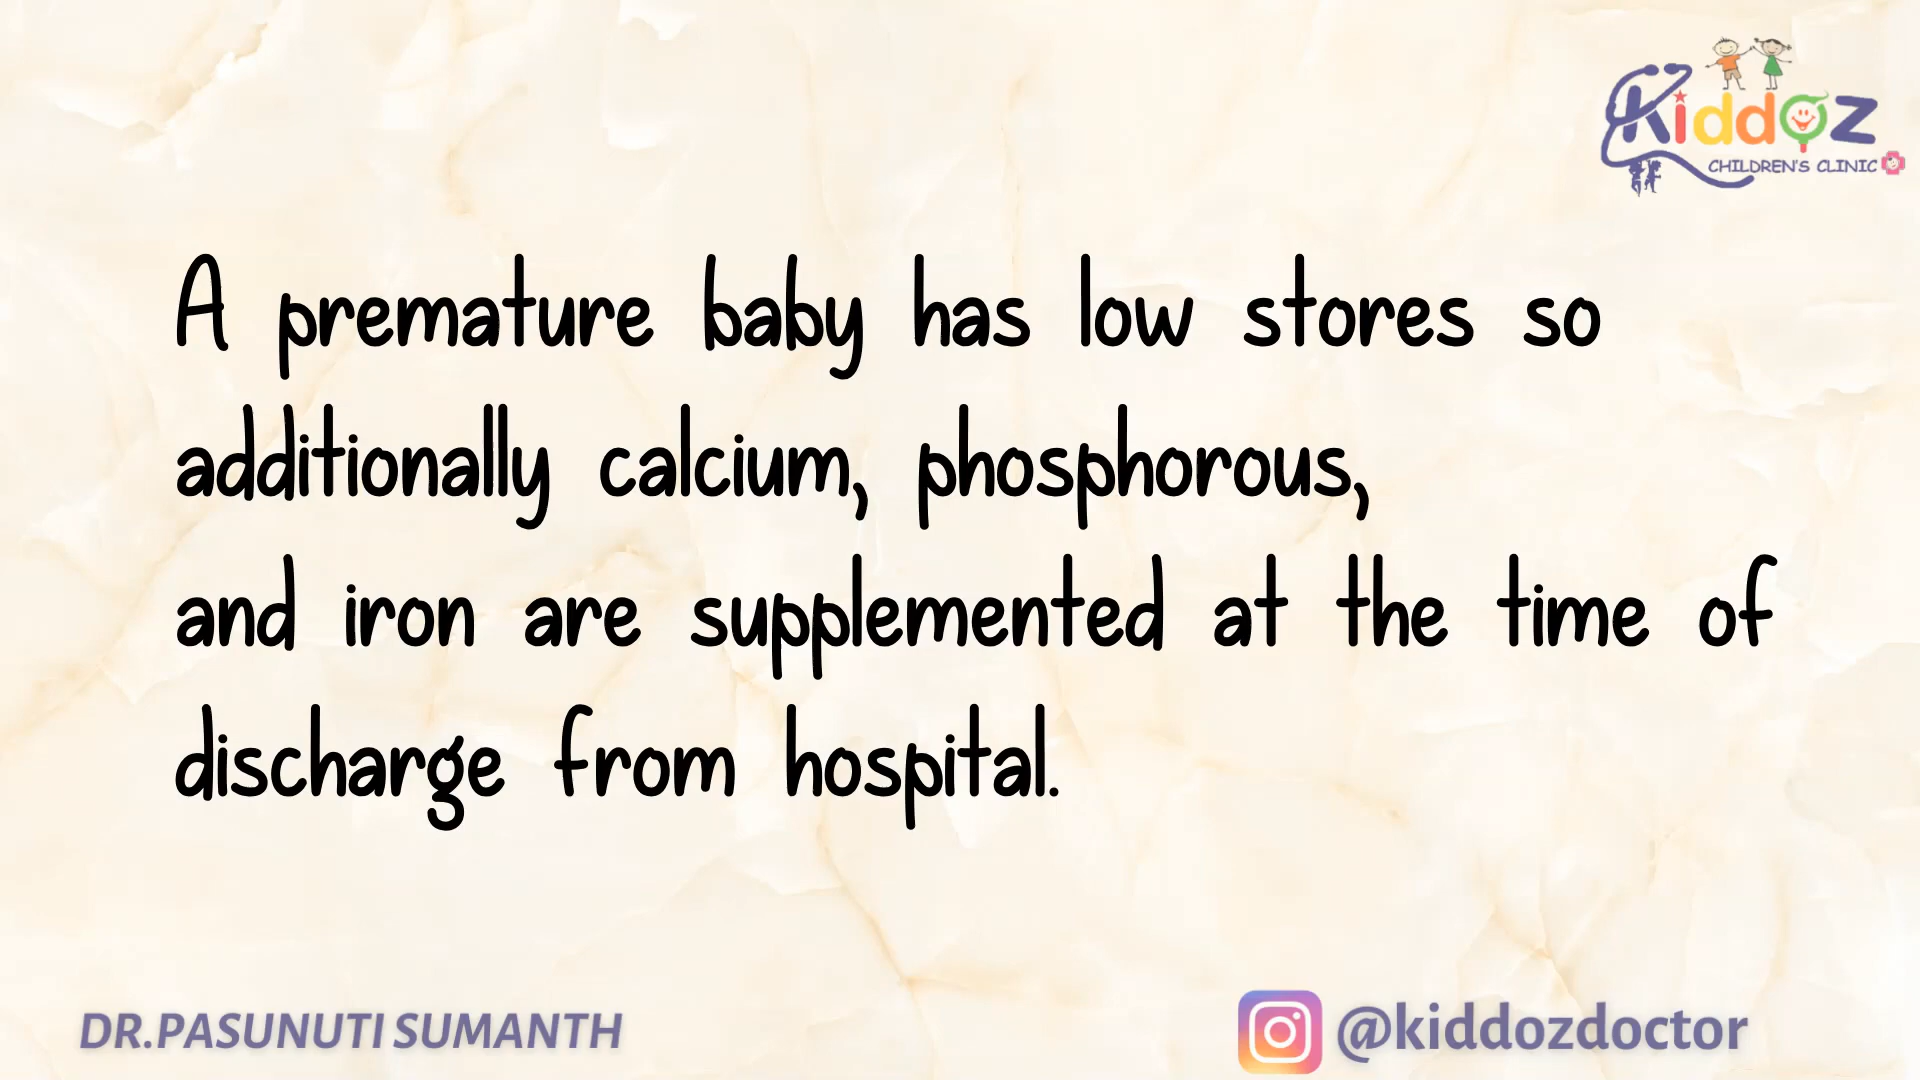 Kiddoz
CHILDREN'S CLINIC
A premature baby has low stores so
additionally calcium, phosphorous,
and iron are supplemented at the time of
discharge from hospital.
DR.PASUNUTI SUMANTH
@kiddozdoctor